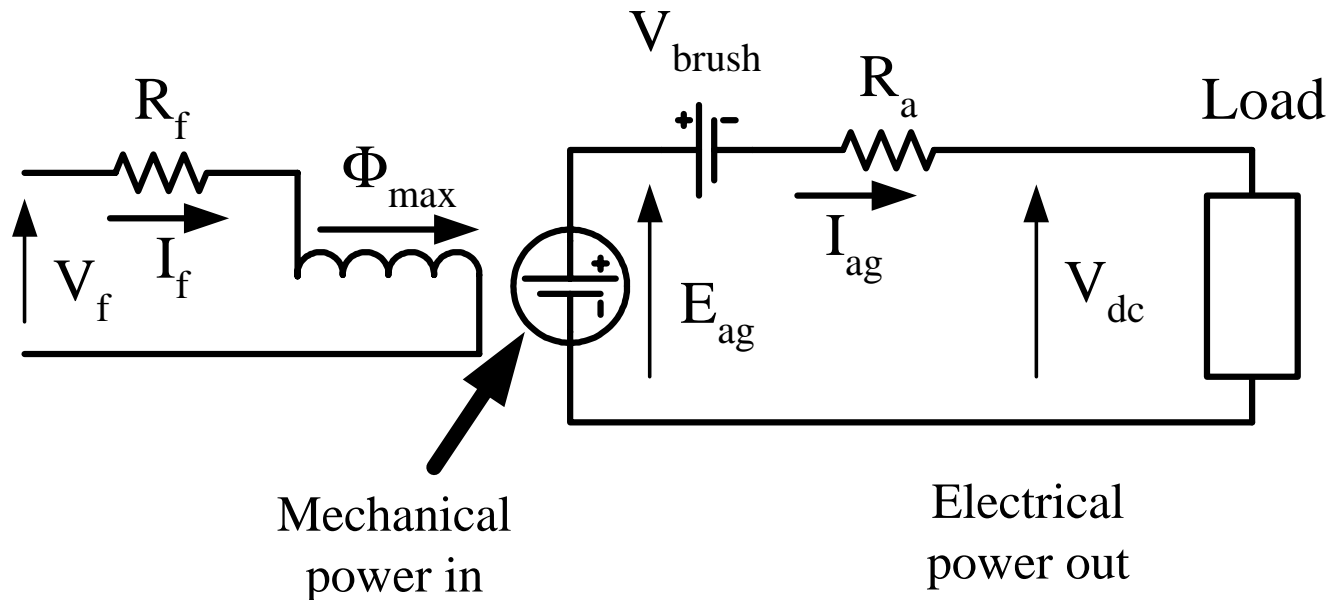 V_brush
R_f
R_a
Load
Φ_max
I_f
V_f
I_ag
E_ag
V_dc
+
-
+
-
Mechanical
power in
Electrical
power out